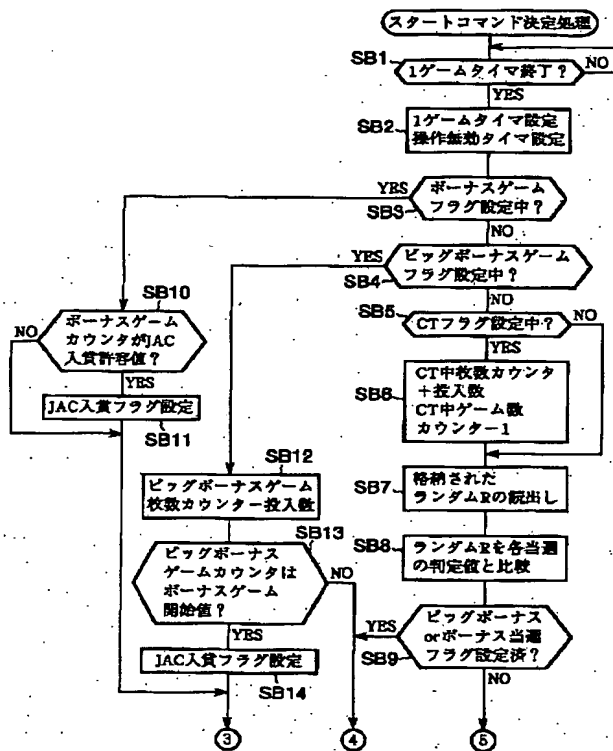 スタートコマンド決定処理
SB1
1ゲームタイマ終了？
NO
YES
SB2
1ゲームタイマ設定
操作無効タイマ設定
YES
ボーナスゲーム
フラグ設定中？
SB3
NO
YES
ビッグボーナスゲーム
フラグ設定中？
SB4
NO
SB5
CTフラグ設定中？
NO
YES
SB6
CT中枚数カウンタ
＋投入数
CT中ゲーム数
カウンタ－1
SB7
格納された
ランダムRの読出し
SB8
ランダムRを各当選
の判定値と比較
YES
ビッグボーナス
orボーナス当選
フラグ設定済？
SB9
NO
SB10
NO
ボーナスゲーム
カウンタがJAC
入賞許容値？
YES
JAC入賞フラグ設定
SB11
SB12
ビッグボーナスゲーム
枚数カウンタ－投入数
SB13
ビッグボーナス
ゲームカウンタは
ボーナスゲーム
開始値？
NO
YES
JAC入賞フラグ設定
SB14
③
④
⑤